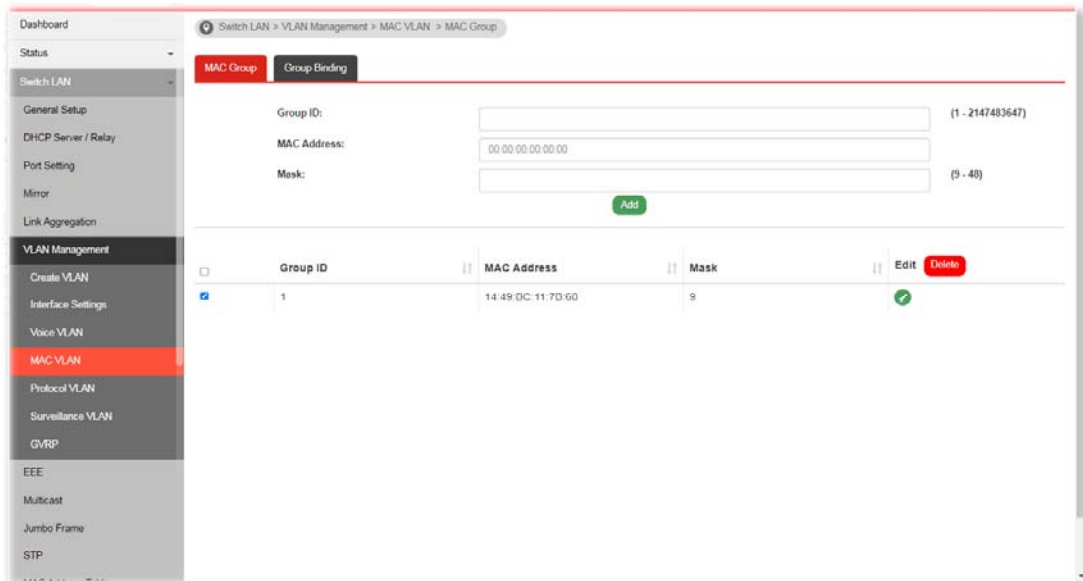 Dashboard
Status
Switch LAN
General Setup
DHCP Server / Relay
Port Setting
Mirror
Link Aggregation
VLAN Management
Create VLAN
Interface Settings
Voice VLAN
MAC VLAN
Protocol VLAN
Surveillance VLAN
GVRP
EEE
Multicast
Jumbo Frame
STP
Switch LAN > VLAN Management > MAC VLAN > MAC Group
MAC Group Group Binding
Group ID: (1 - 2147483647)
MAC Address: 00:00:00:00:00:00
Mask: (9 - 48)
Add
Group ID MAC Address Mask Edit Delete
1 14:49:BC:11:7D:60 9